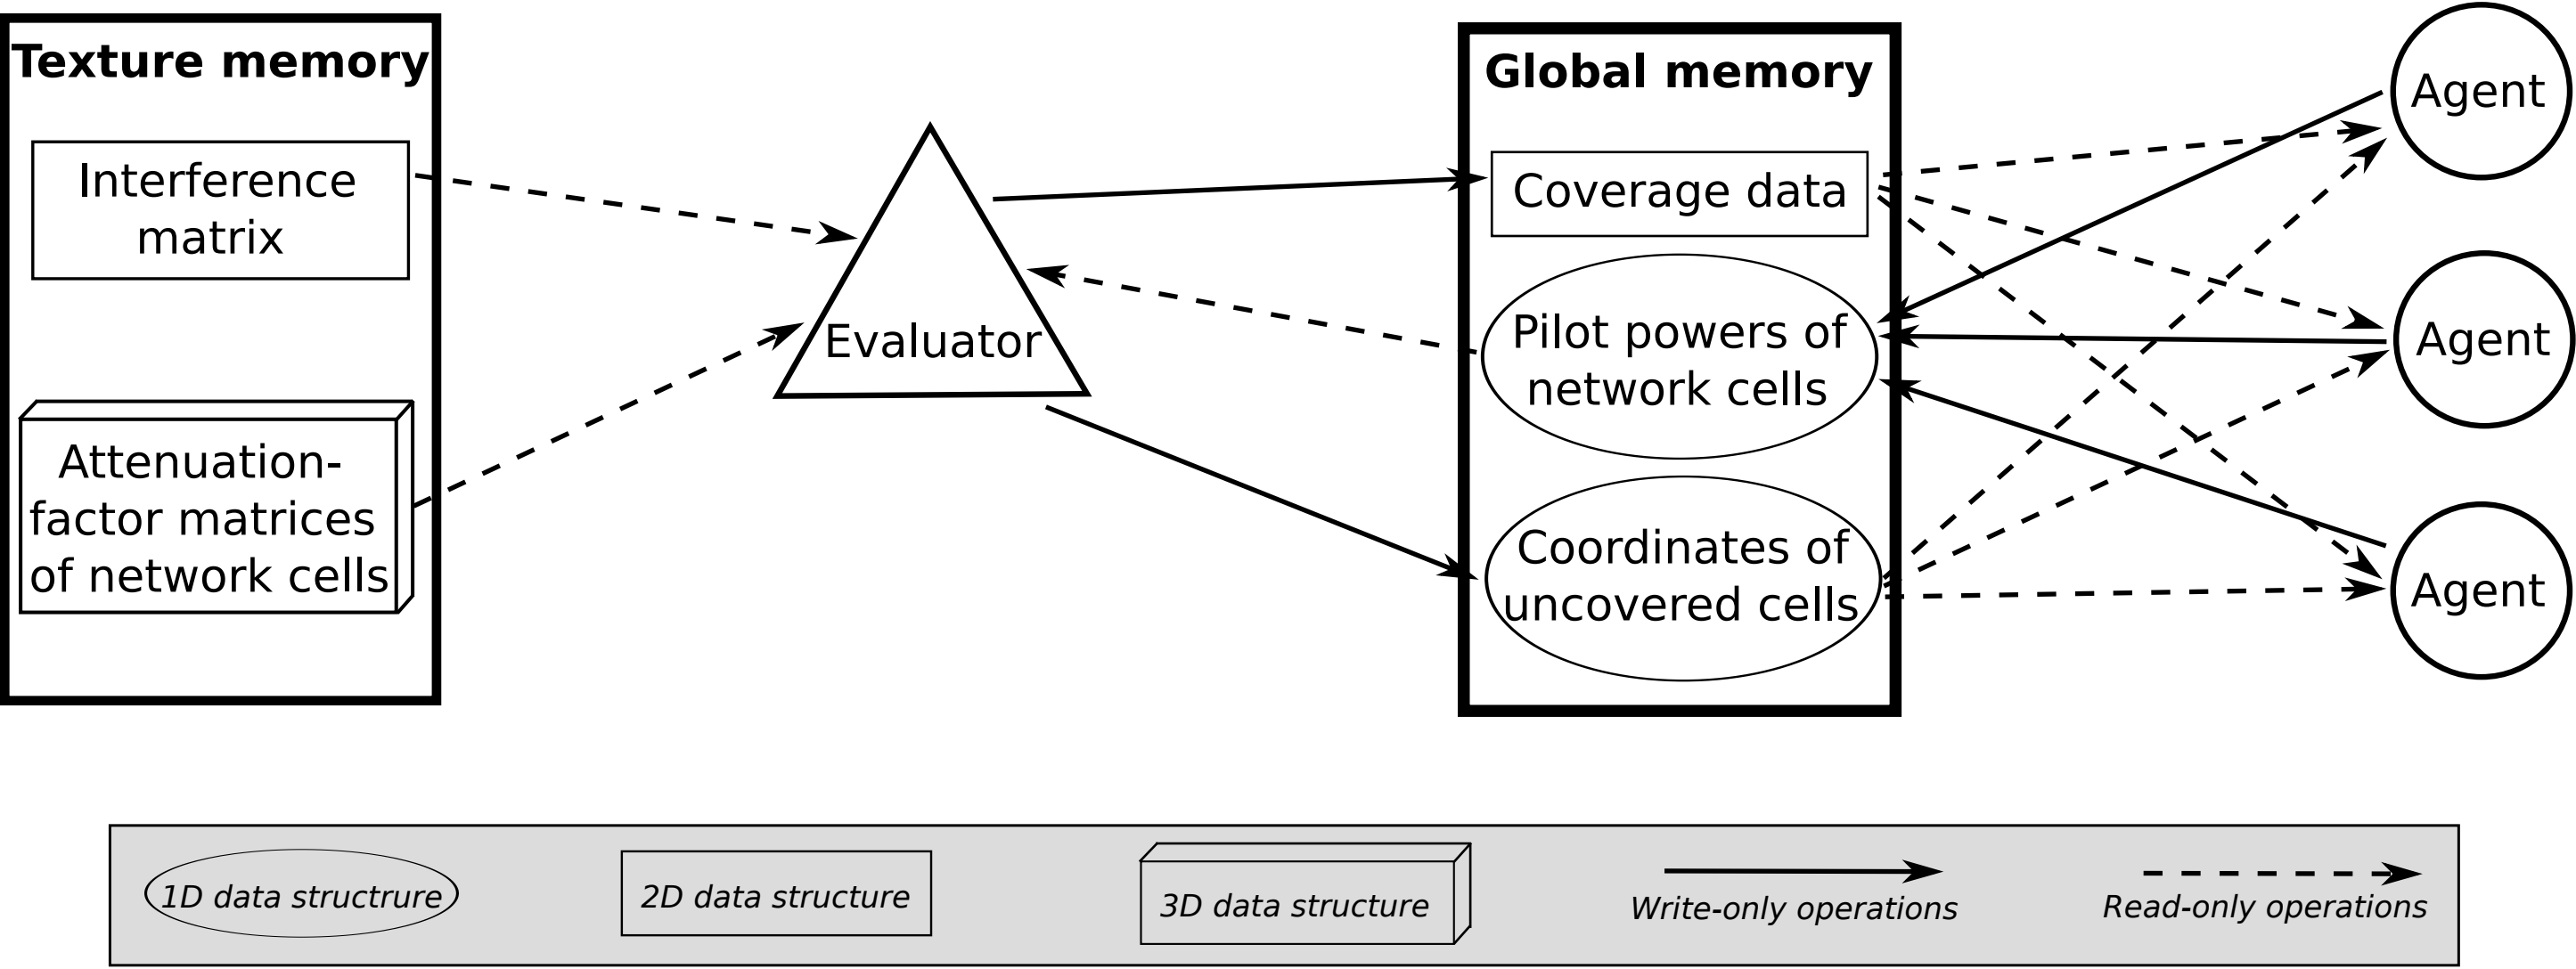 Texture memory
Interference
matrix
Attenuation-
factor matrices
of network cells
Evaluator
Global memory
Coverage data
Pilot powers of
network cells
Coordinates of
uncovered cells
Agent
Agent
Agent
1D data structrure
2D data structure
3D data structure
Write-only operations
Read-only operations